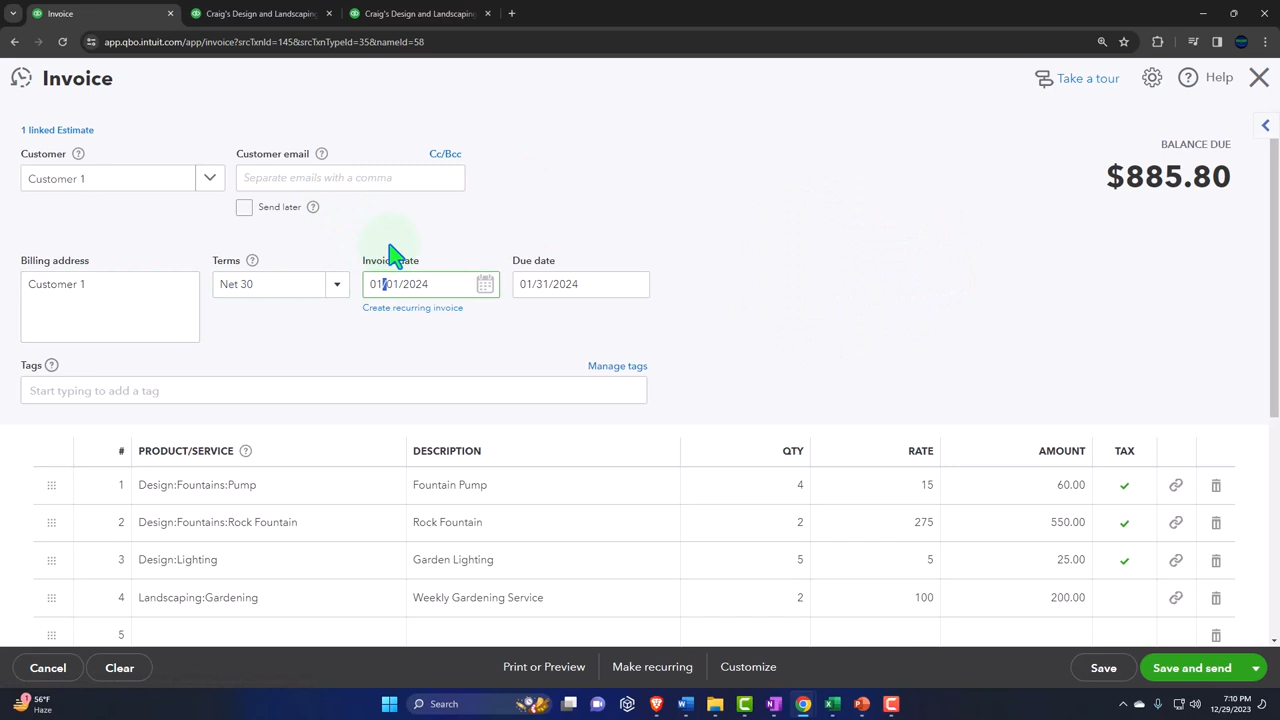 Invoice
Craig's Design and Landscaping
Craig's Design and Landscaping
app.qbo.intuit.com/app/invoice?srcTxnId=145&srcTxnTypeId=35&nameId=58
Invoice
Take a tour
Help
1 linked Estimate
BALANCE DUE
$885.80
Customer
Customer email
Cc/Bcc
Customer 1
Separate emails with a comma
Send later
Billing address
Terms
Invoice date
Due date
Customer 1
Net 30
01/01/2024
01/31/2024
Create recurring invoice
Tags
Manage tags
Start typing to add a tag
# PRODUCT/SERVICE DESCRIPTION QTY RATE AMOUNT TAX
1 Design:Fountains:Pump Fountain Pump 4 15 60.00
2 Design:Fountains:Rock Fountain Rock Fountain 2 275 550.00
3 Design:Lighting Garden Lighting 5 5 25.00
4 Landscaping:Gardening Weekly Gardening Service 2 100 200.00
5
Cancel
Clear
Print or Preview
Make recurring
Customize
Save
Save and send
1
56°F
Haze
Search
7:10 PM
12/29/2023